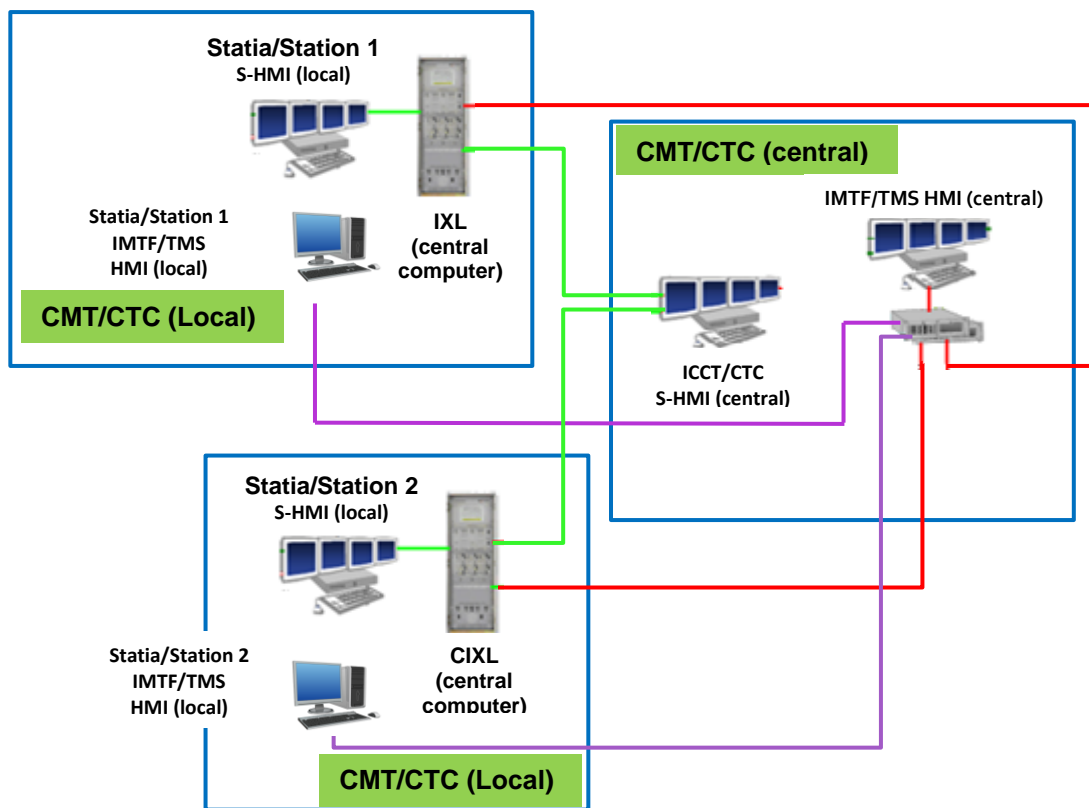 Statia/Station 1
S-HMI (local)
Statia/Station 1
IMTF/TMS
HMI (local)
IXL
(central
computer)
CMT/CTC (Local)
CMT/CTC (central)
IMTF/TMS HMI (central)
ICCT/CTC
S-HMI (central)
Statia/Station 2
S-HMI (local)
Statia/Station 2
IMTF/TMS
HMI (local)
CIXL
(central
computer)
CMT/CTC (Local)